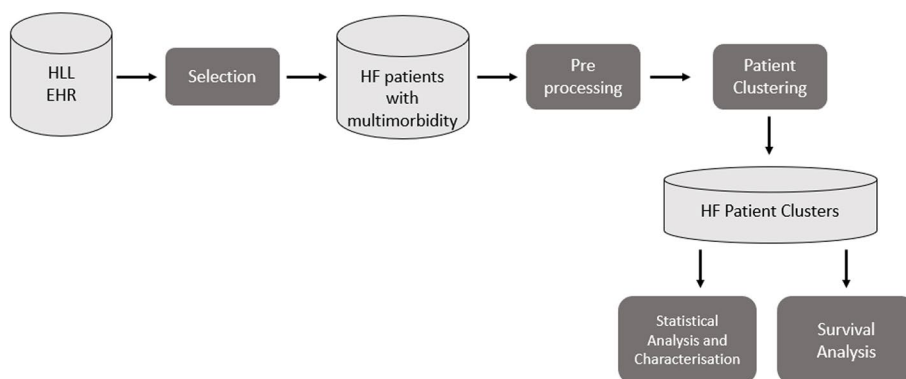 HLL
EHR
Selection
HF patients
with
multimorbidity
Pre
processing
Patient
Clustering
HF Patient Clusters
Statistical
Analysis and
Characterisation
Survival
Analysis